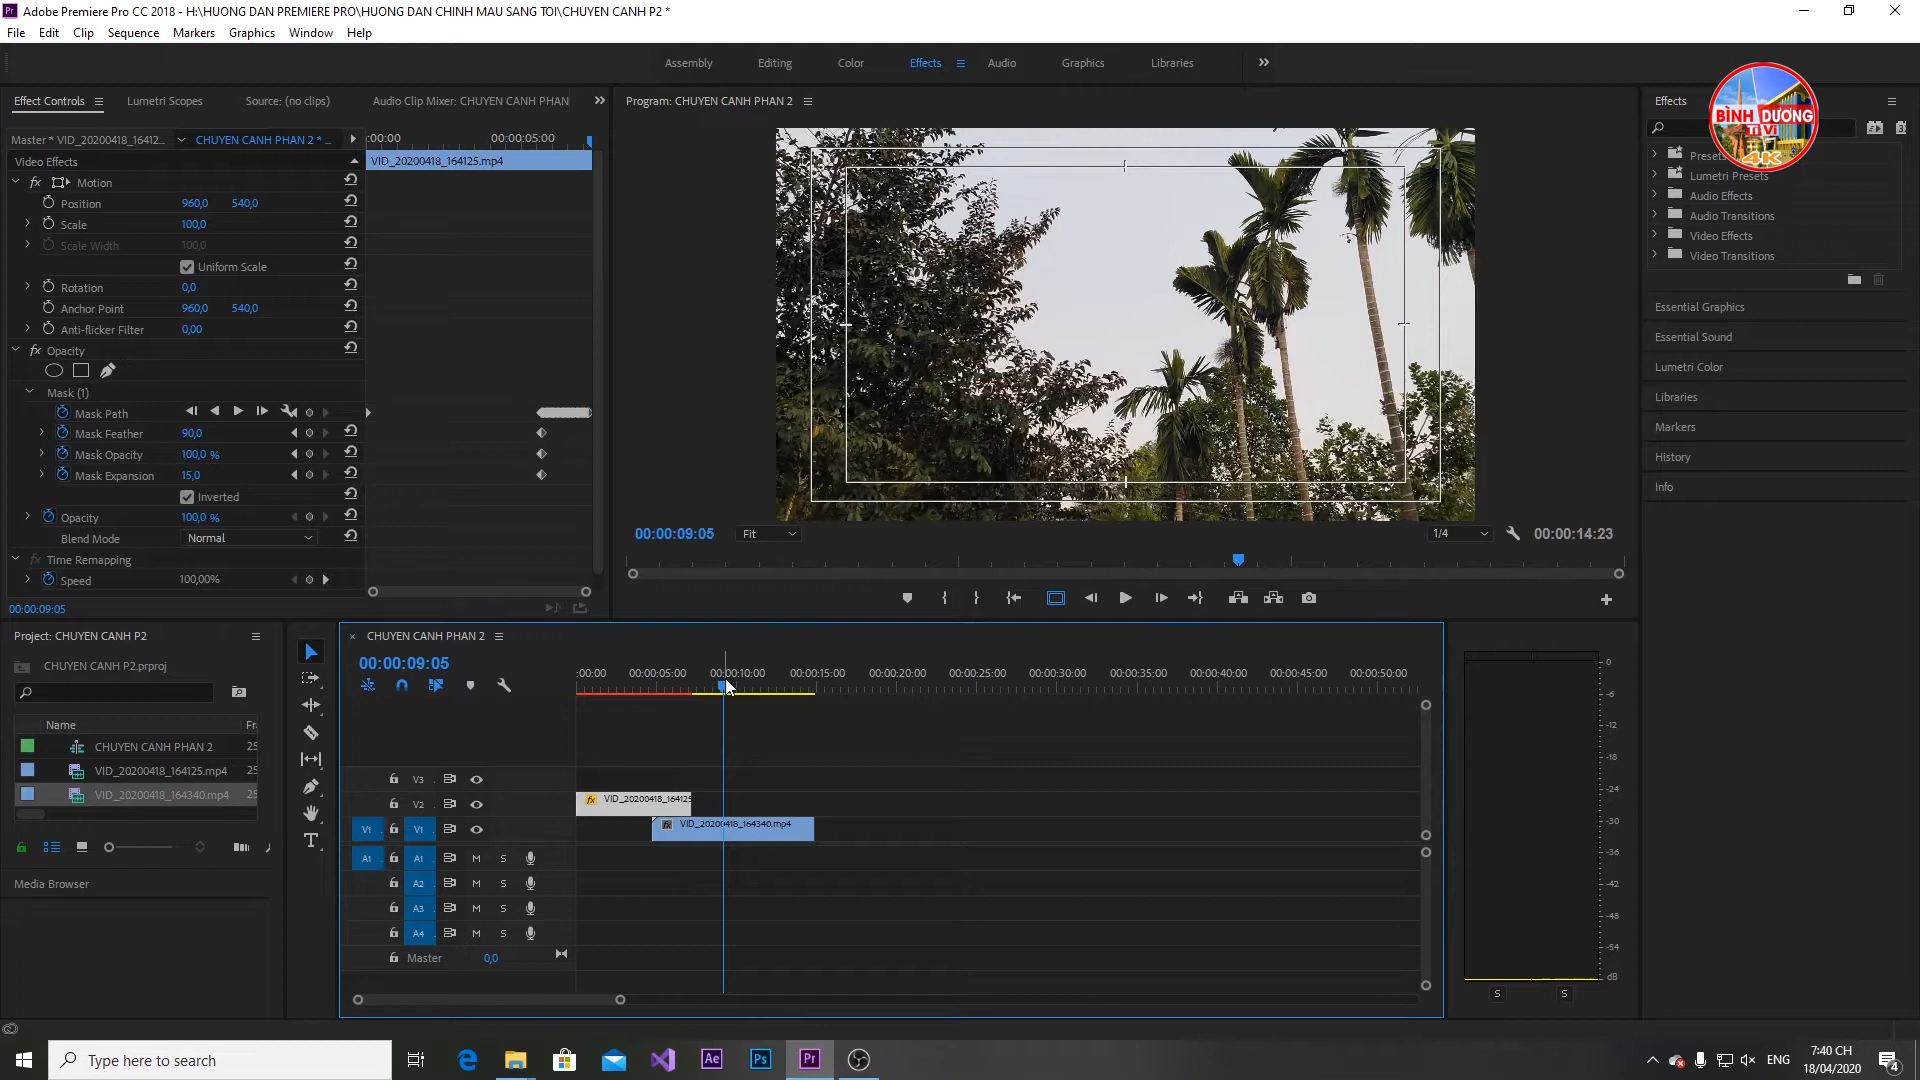 Adobe Premiere Pro CC 2018 - H:\HUONG DAN PREMIERE PRO\HUONG DAN CHINH MAU SANG TOI\CHUYEN CANH P2 *
File Edit Clip Sequence Markers Graphics Window Help
Assembly Editing Color Effects Audio Graphics Libraries
Effect Controls Lumetri Scopes Source: (no clips) Audio Clip Mixer: CHUYEN CANH PHAN
Program: CHUYEN CANH PHAN 2
Effects
BÌNH DƯƠNG
Ti Vi
4K
Master * VID_20200418_16412... CHUYEN CANH PHAN 2 * ...
:00:00 00:00:05:00
Video Effects
VID_20200418_164125.mp4
fx Motion
Position 960,0 540,0
Scale 100,0
Scale Width 100,0
Uniform Scale
Rotation 0,0
Anchor Point 960,0 540,0
Anti-flicker Filter 0,00
fx Opacity
Mask (1)
Mask Path
Mask Feather 90,0
Mask Opacity 100,0 %
Mask Expansion 15,0
Inverted
Opacity 100,0 %
Blend Mode Normal
fx Time Remapping
Speed 100,00%
00:00:09:05
00:00:09:05 Fit 1/4 00:00:14:23
Presets
Lumetri Presets
Audio Effects
Audio Transitions
Video Effects
Video Transitions
Essential Graphics
Essential Sound
Lumetri Color
Libraries
Markers
History
Info
Project: CHUYEN CANH P2
CHUYEN CANH P2.prproj
Name Fr
CHUYEN CANH PHAN 2 25
VID_20200418_164125.mp4 25
VID_20200418_164340.mp4 25
Media Browser
× CHUYEN CANH PHAN 2
00:00:09:05
:00:00 00:00:05:00 00:00:10:00 00:00:15:00 00:00:20:00 00:00:25:00 00:00:30:00 00:00:35:00 00:00:40:00 00:00:45:00 00:00:50:00
V3
V2 fx VID_20200418_164125
V1 V1 fx VID_20200418_164340.mp4
A1 A1 M S
A2 M S
A3 M S
A4 M S
Master 0,0
0
-6
-12
-18
-24
-30
-36
-42
-48
-54
dB
S S
Type here to search
Ae Ps Pr
ENG
7:40 CH
18/04/2020
4